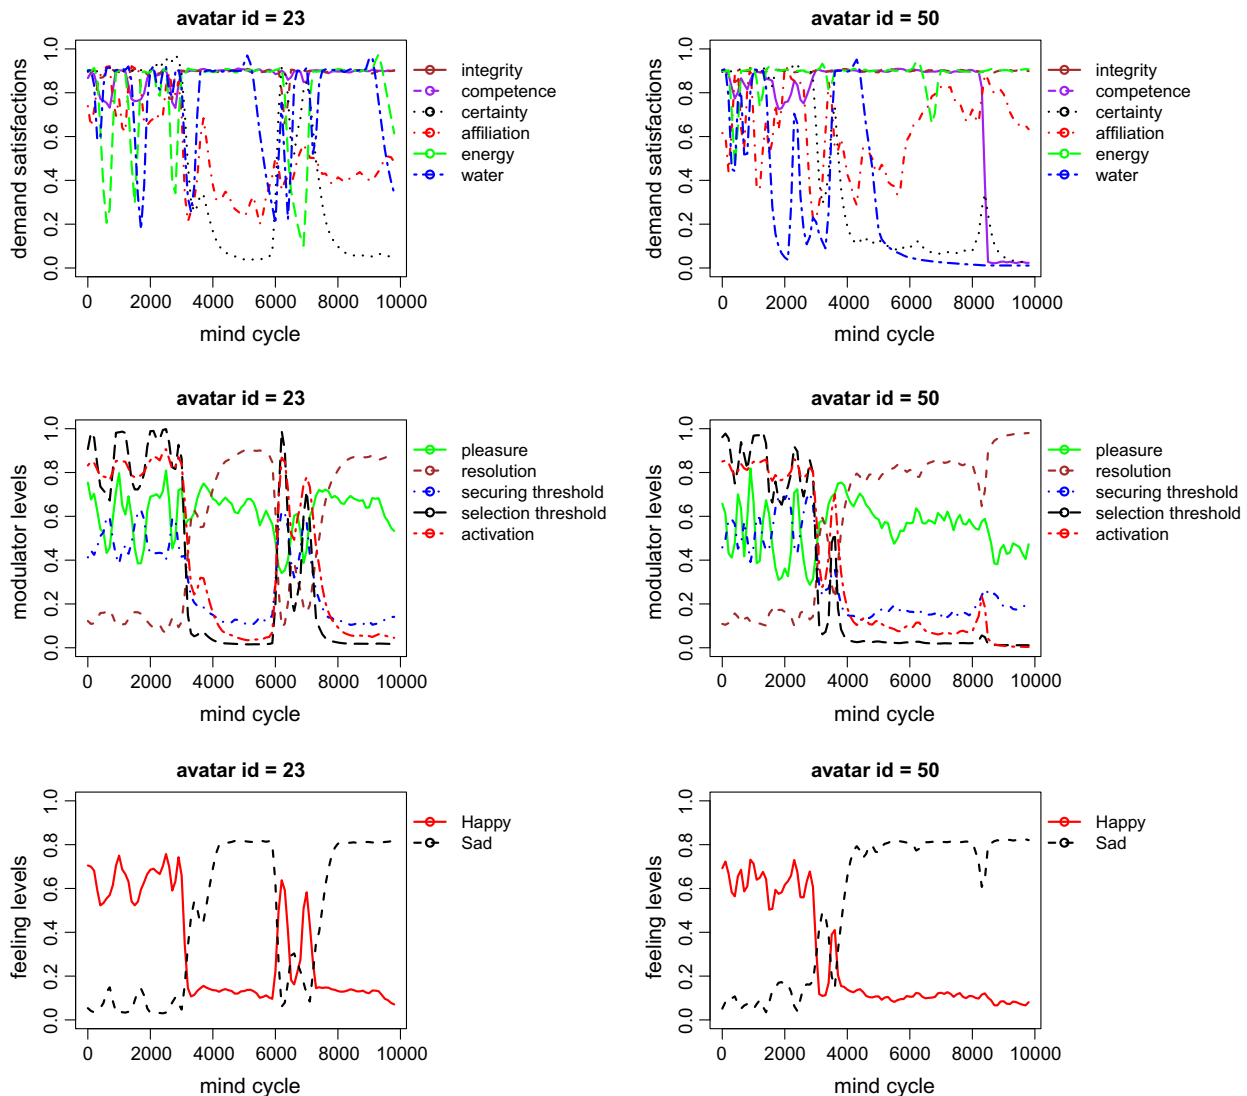 avatar id = 23
demand satisfactions
0.0 0.2 0.4 0.6 0.8 1.0
0 2000 4000 6000 8000 10000
mind cycle
integrity
competence
certainty
affiliation
energy
water
avatar id = 50
demand satisfactions
0.0 0.2 0.4 0.6 0.8 1.0
0 2000 4000 6000 8000 10000
mind cycle
integrity
competence
certainty
affiliation
energy
water
avatar id = 23
modulator levels
0.0 0.2 0.4 0.6 0.8 1.0
0 2000 4000 6000 8000 10000
mind cycle
pleasure
resolution
securing threshold
selection threshold
activation
avatar id = 50
modulator levels
0.0 0.2 0.4 0.6 0.8 1.0
0 2000 4000 6000 8000 10000
mind cycle
pleasure
resolution
securing threshold
selection threshold
activation
avatar id = 23
feeling levels
0.0 0.2 0.4 0.6 0.8 1.0
0 2000 4000 6000 8000 10000
mind cycle
Happy
Sad
avatar id = 50
feeling levels
0.0 0.2 0.4 0.6 0.8 1.0
0 2000 4000 6000 8000 10000
mind cycle
Happy
Sad